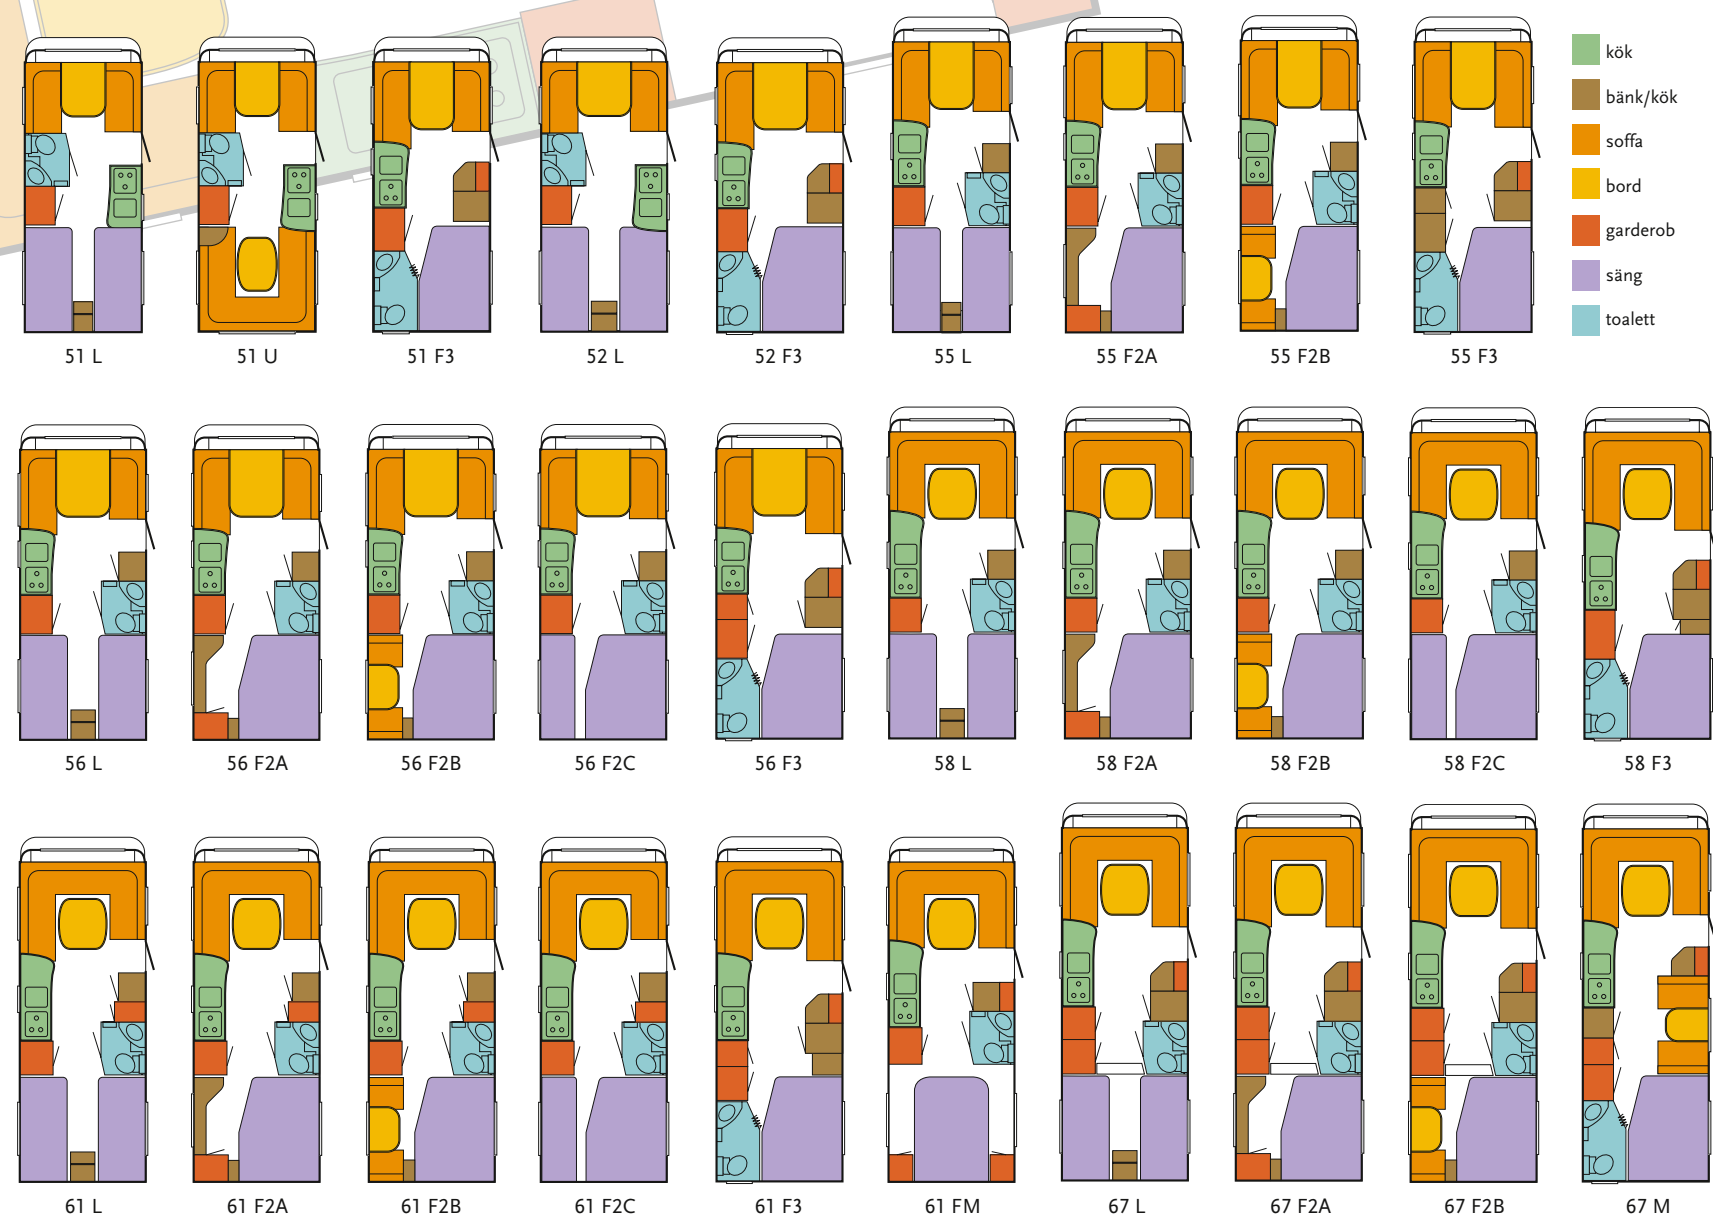 kök
bänk/kök
soffa
bord
garderob
säng
toalett
51 L
51 U
51 F3
52 L
52 F3
55 L
55 F2A
55 F2B
55 F3
56 L
56 F2A
56 F2B
56 F2C
56 F3
58 L
58 F2A
58 F2B
58 F2C
58 F3
61 L
61 F2A
61 F2B
61 F2C
61 F3
61 FM
67 L
67 F2A
67 F2B
67 M